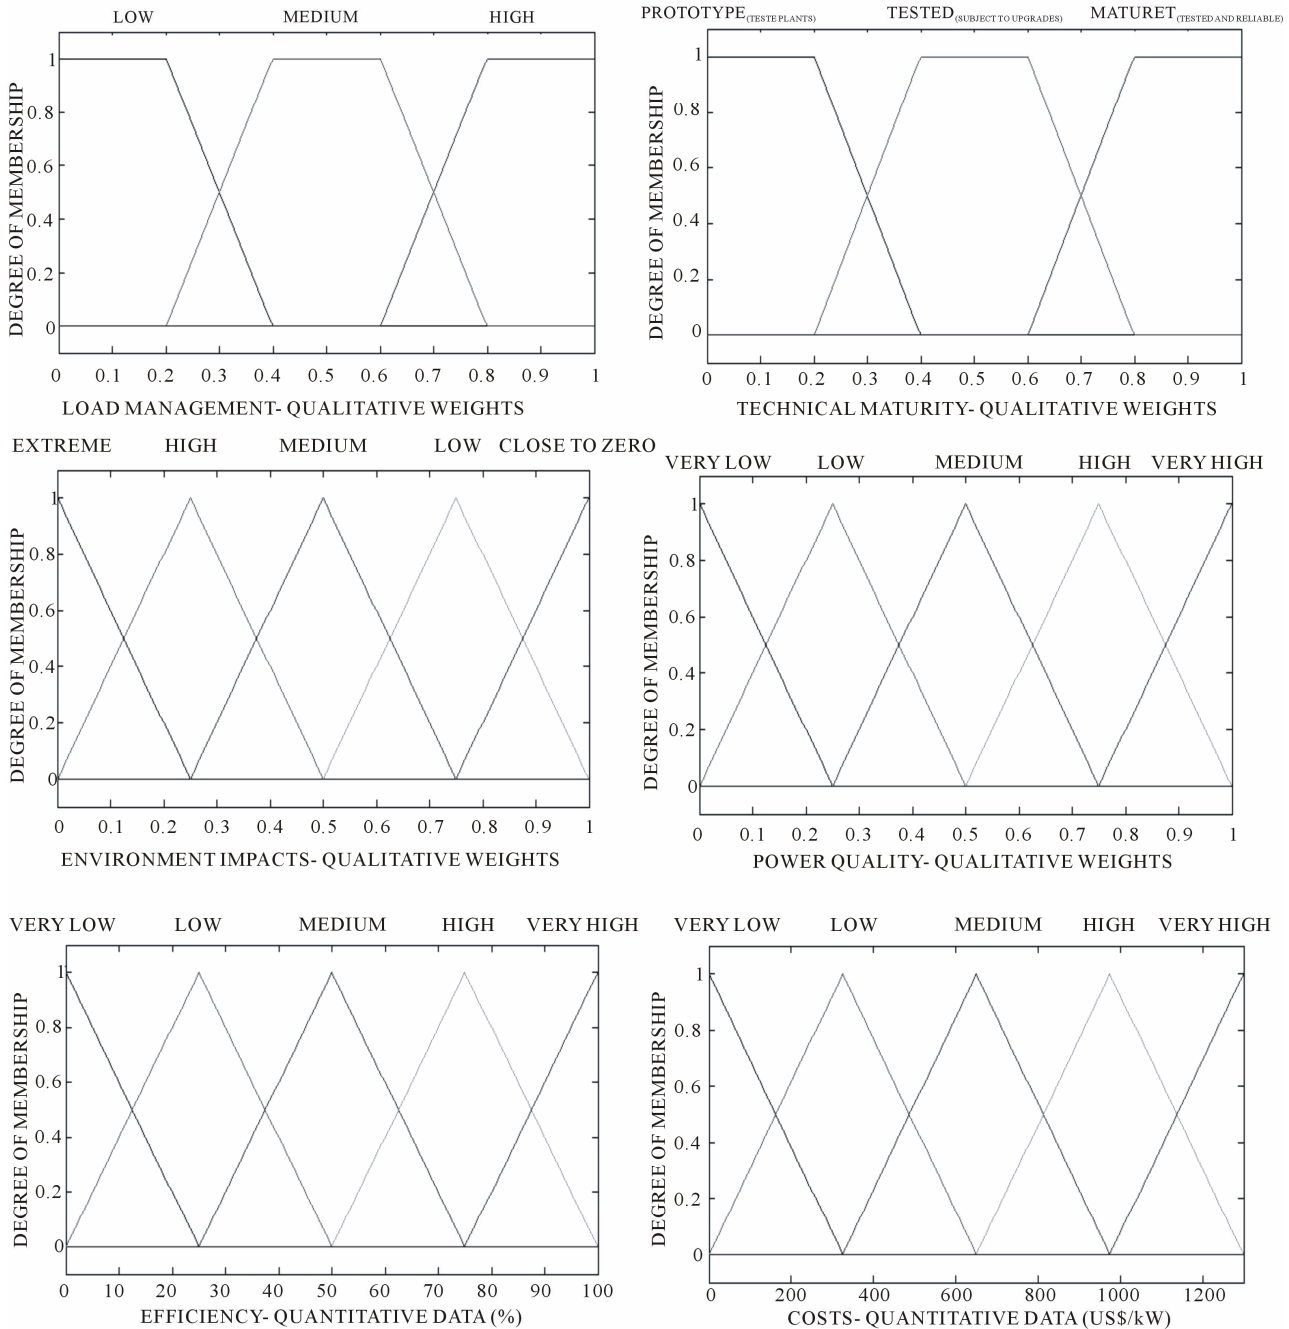 LOW MEDIUM HIGH
DEGREE OF MEMBERSHIP
1
0.8
0.6
0.4
0.2
0
0 0.1 0.2 0.3 0.4 0.5 0.6 0.7 0.8 0.9 1
LOAD MANAGEMENT- QUALITATIVE WEIGHTS
PROTOTYPE(TESTE PLANTS) TESTED(SUBJECT TO UPGRADES) MATURET(TESTED AND RELIABLE)
DEGREE OF MEMBERSHIP
1
0.8
0.6
0.4
0.2
0
0 0.1 0.2 0.3 0.4 0.5 0.6 0.7 0.8 0.9 1
TECHNICAL MATURITY- QUALITATIVE WEIGHTS
EXTREME HIGH MEDIUM LOW CLOSE TO ZERO
DEGREE OF MEMBERSHIP
1
0.8
0.6
0.4
0.2
0
0 0.1 0.2 0.3 0.4 0.5 0.6 0.7 0.8 0.9 1
ENVIRONMENT IMPACTS- QUALITATIVE WEIGHTS
VERY LOW LOW MEDIUM HIGH VERY HIGH
DEGREE OF MEMBERSHIP
1
0.8
0.6
0.4
0.2
0
0 0.1 0.2 0.3 0.4 0.5 0.6 0.7 0.8 0.9 1
POWER QUALITY- QUALITATIVE WEIGHTS
VERY LOW LOW MEDIUM HIGH VERY HIGH
DEGREE OF MEMBERSHIP
1
0.8
0.6
0.4
0.2
0
0 10 20 30 40 50 60 70 80 90 100
EFFICIENCY- QUANTITATIVE DATA (%)
VERY LOW LOW MEDIUM HIGH VERY HIGH
DEGREE OF MEMBERSHIP
1
0.8
0.6
0.4
0.2
0
0 200 400 600 800 1000 1200
COSTS- QUANTITATIVE DATA (US$/kW)